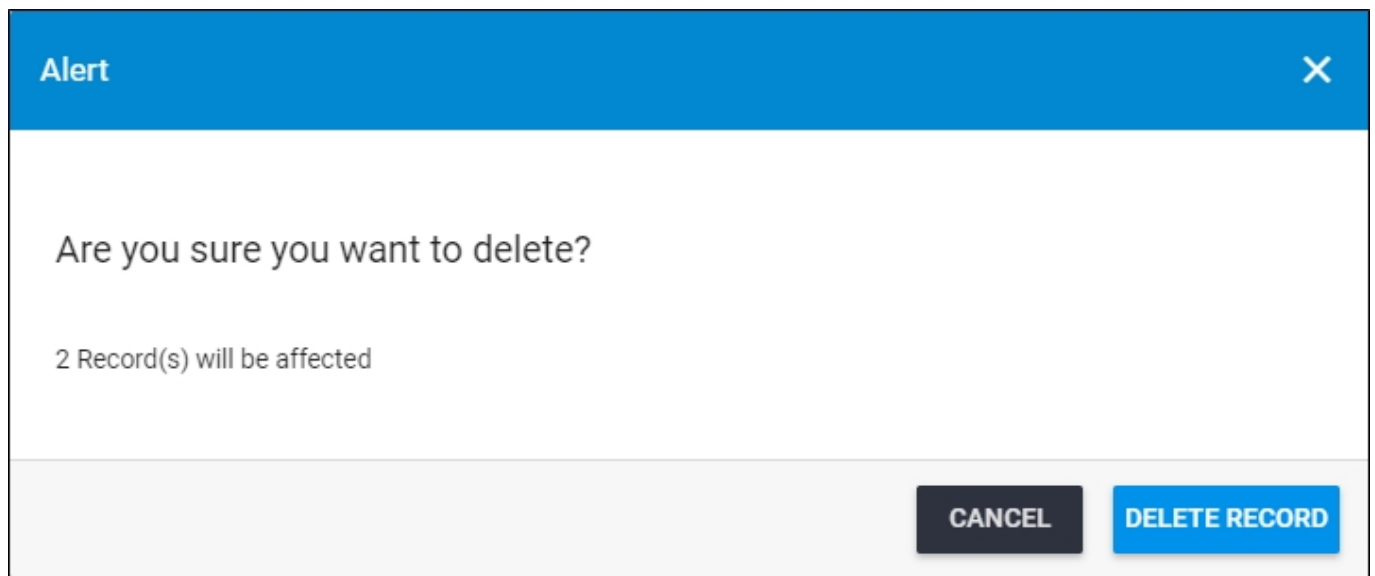 Alert
Are you sure you want to delete?
2 Record(s) will be affected
CANCEL
DELETE RECORD